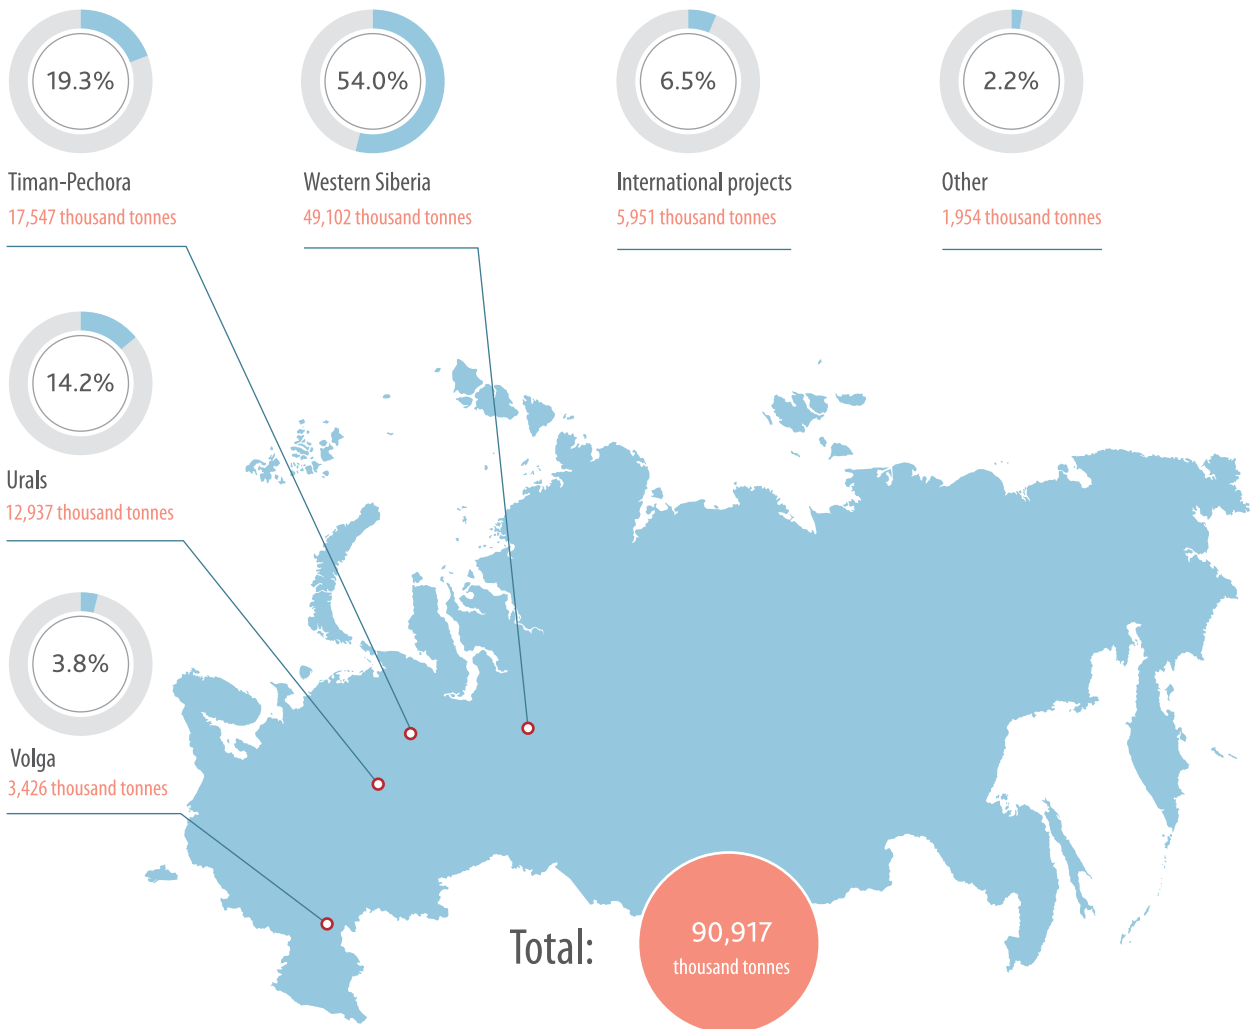 19.3%
Timan-Pechora
17,547 thousand tonnes
54.0%
Western Siberia
49,102 thousand tonnes
6.5%
International projects
5,951 thousand tonnes
2.2%
Other
1,954 thousand tonnes
14.2%
Urals
12,937 thousand tonnes
3.8%
Volga
3,426 thousand tonnes
Total:
90,917
thousand tonnes